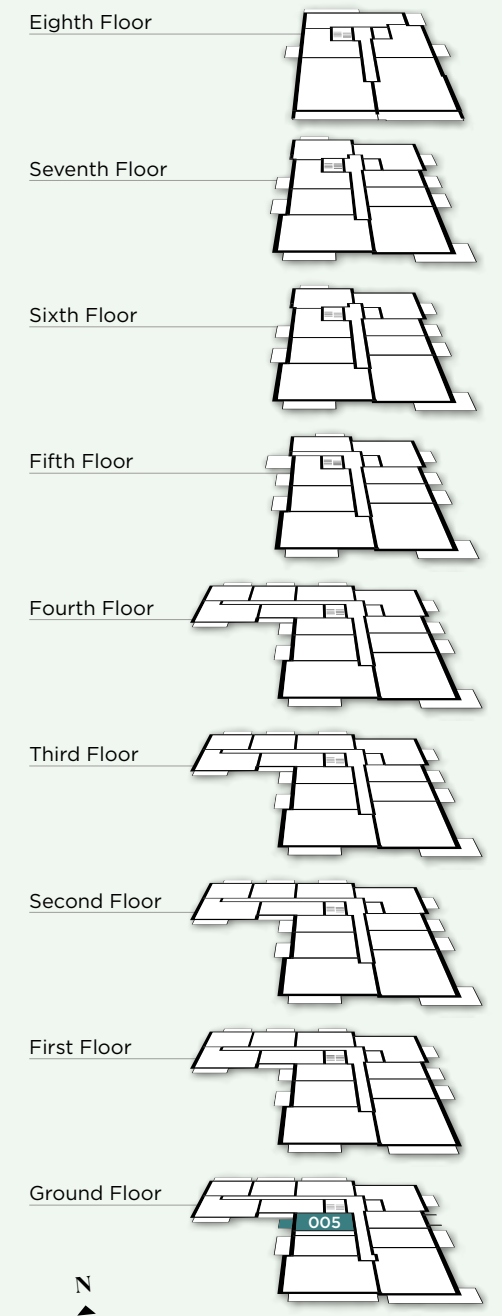 Eighth Floor
Seventh Floor
Sixth Floor
Fifth Floor
Fourth Floor
Third Floor
Second Floor
First Floor
Ground Floor
005
N